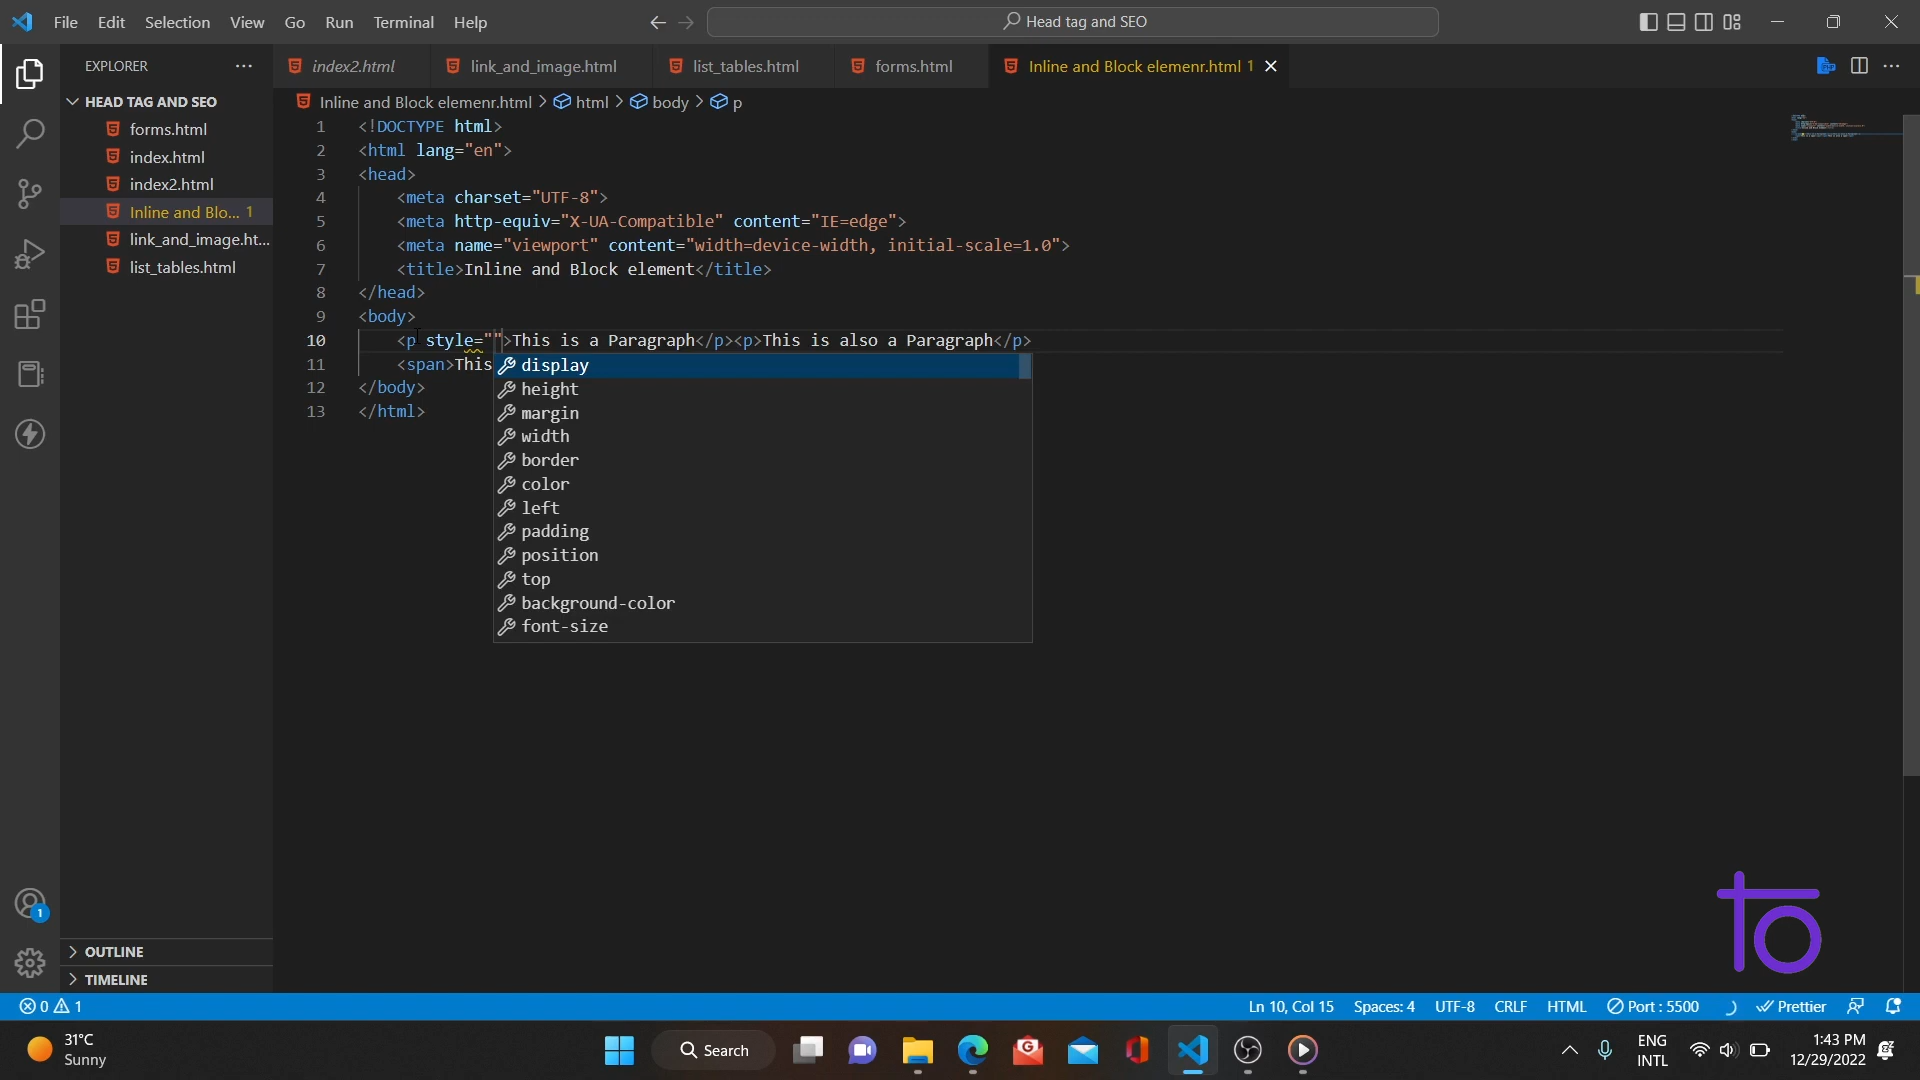 File Edit Selection View Go Run Terminal Help
Head tag and SEO
EXPLORER
index2.html
link_and_image.html
list_tables.html
forms.html
Inline and Block elemenr.html 1
HEAD TAG AND SEO
Inline and Block elemenr.html > html > body > p
forms.html
index.html
index2.html
Inline and Blo... 1
link_and_image.ht...
list_tables.html
1 <!DOCTYPE html>
2 <html lang="en">
3 <head>
4 <meta charset="UTF-8">
5 <meta http-equiv="X-UA-Compatible" content="IE=edge">
6 <meta name="viewport" content="width=device-width, initial-scale=1.0">
7 <title>Inline and Block element</title>
8 </head>
9 <body>
10 <p style="">This is a Paragraph</p><p>This is also a Paragraph</p>
11 <span>This
12 </body>
13 </html>
display
height
margin
width
border
color
left
padding
position
top
background-color
font-size
1
OUTLINE
TIMELINE
to
0 1
Ln 10, Col 15 Spaces: 4 UTF-8 CRLF HTML Port : 5500 Prettier
31°C
Sunny
Search
ENG
INTL
1:43 PM
12/29/2022